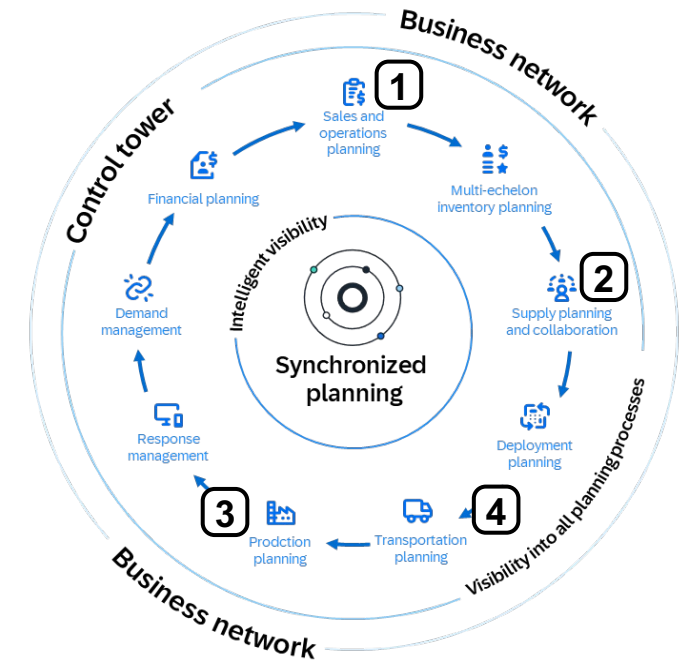 Business network
Control tower
1
Sales and
operations
planning
Multi-echelon
inventory planning
2
Supply planning
and collaboration
Deployment
planning
4
Transportation
planning
3
Prodction
planning
Response
management
Demand
management
Financial planning
Intelligent visibility
Synchronized
planning
Visibility into all planning processes
Business network